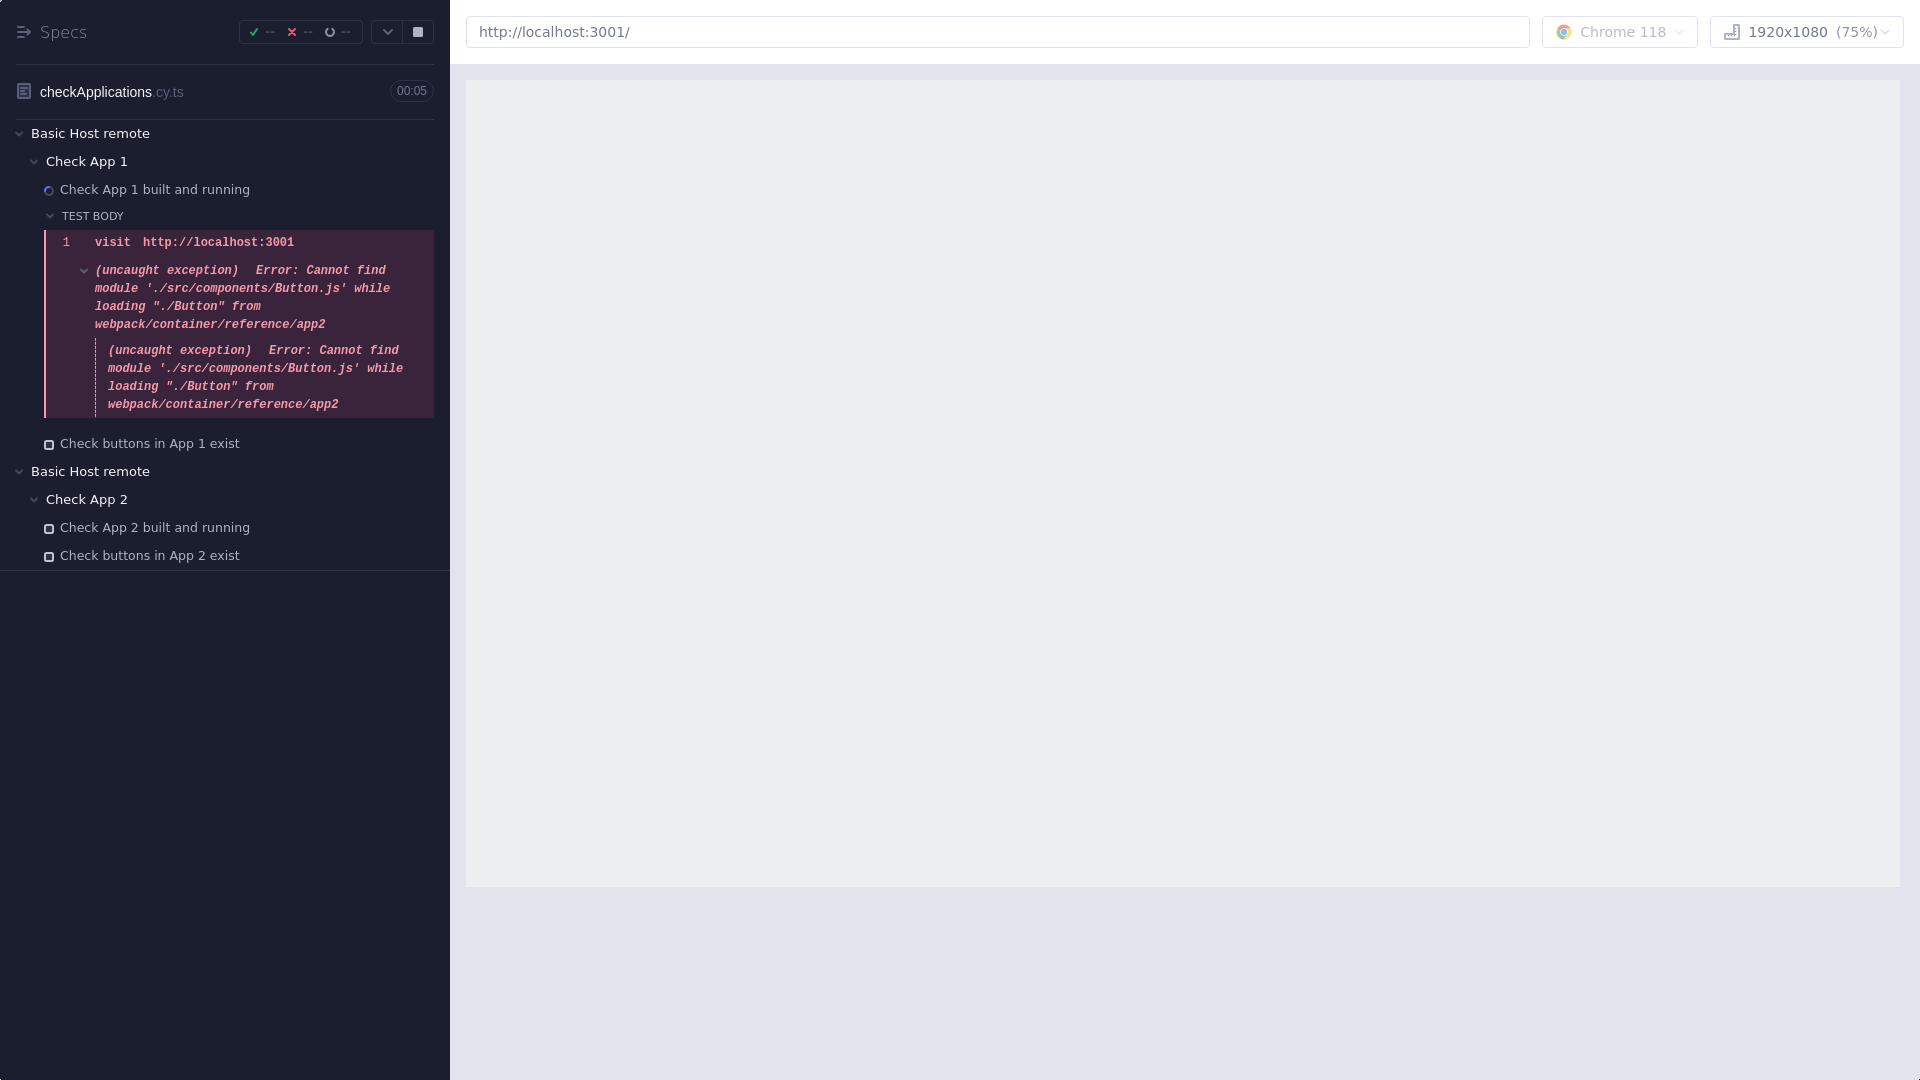 Specs
--
--
--
http://localhost:3001/
Chrome 118
1920x1080 (75%)
checkApplications.cy.ts
00:05
Basic Host remote
Check App 1
Check App 1 built and running
TEST BODY
1 visit http://localhost:3001
(uncaught exception) Error: Cannot find
module './src/components/Button.js' while
loading "./Button" from
webpack/container/reference/app2
(uncaught exception) Error: Cannot find
module './src/components/Button.js' while
loading "./Button" from
webpack/container/reference/app2
Check buttons in App 1 exist
Basic Host remote
Check App 2
Check App 2 built and running
Check buttons in App 2 exist